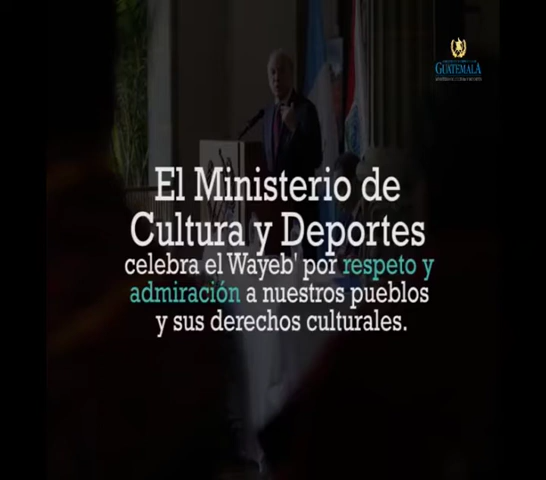 GUATEMALA
El Ministerio de
Cultura y Deportes
celebra el Wayeb' por respeto y
admiración a nuestros pueblos
y sus derechos culturales.